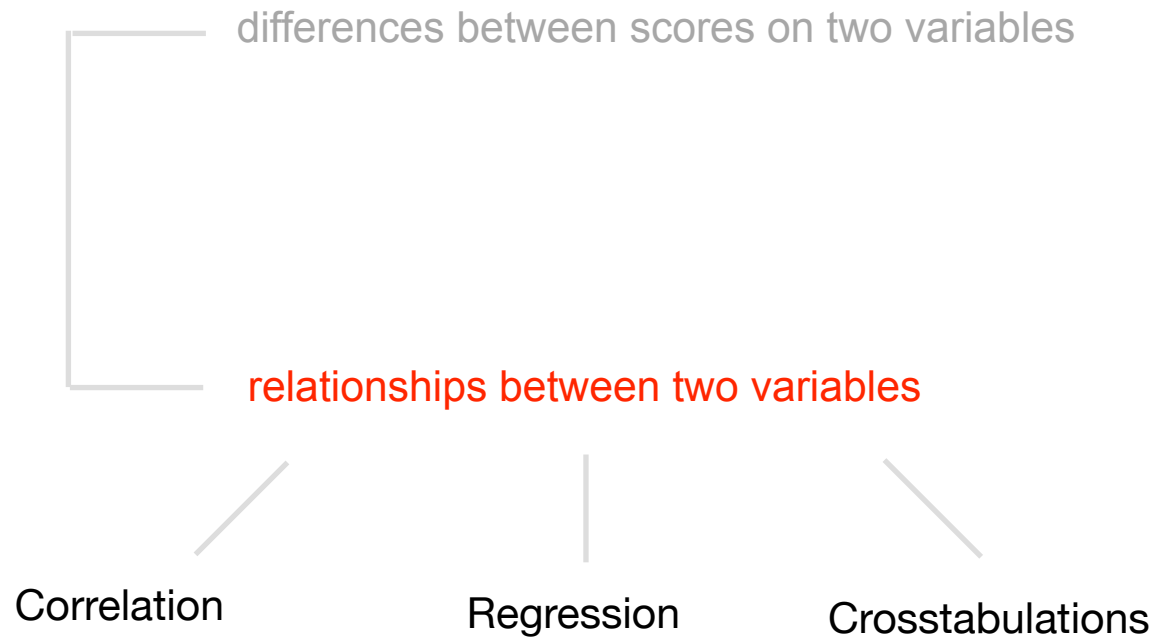 differences between scores on two variables
relationships between two variables
Correlation
Regression
Crosstabulations